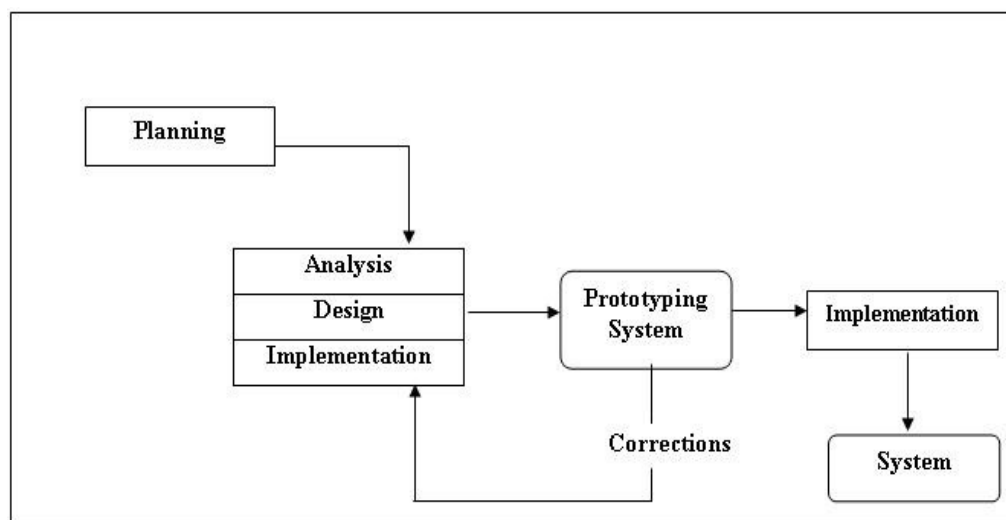 Planning
Analysis
Design
Implementation
Prototyping
System
Implementation
Corrections
System